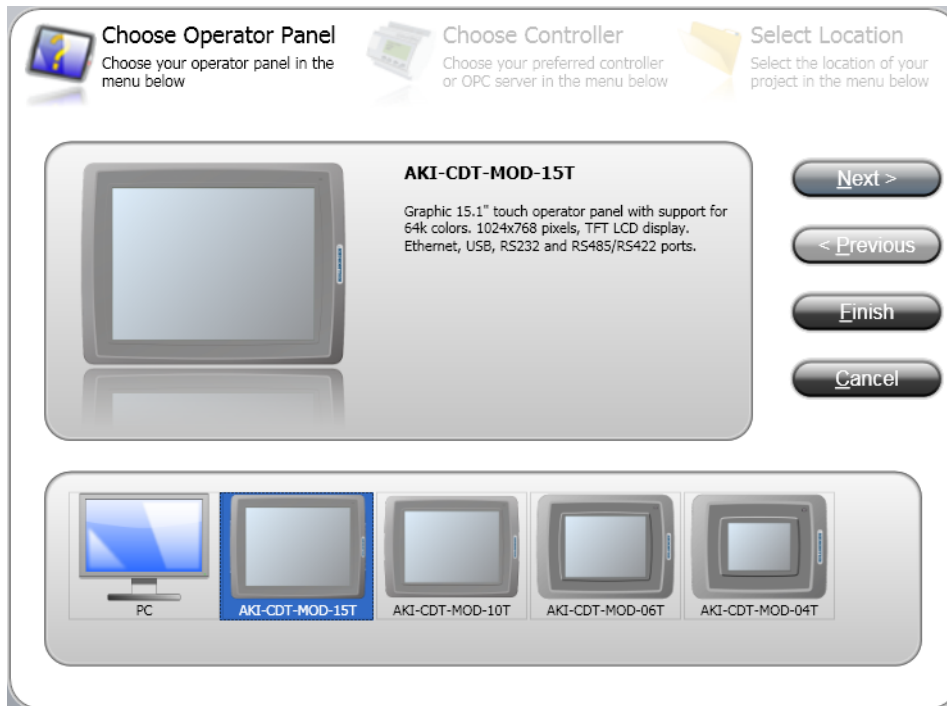 Choose Operator Panel
Choose your operator panel in the
menu below
Choose Controller
Choose your preferred controller
or OPC server in the menu below
Select Location
Select the location of your
project in the menu below
AKI-CDT-MOD-15T
Graphic 15.1" touch operator panel with support for
64k colors. 1024x768 pixels, TFT LCD display.
Ethernet, USB, RS232 and RS485/RS422 ports.
Next >
< Previous
Finish
Cancel
PC
AKI-CDT-MOD-15T
AKI-CDT-MOD-10T
AKI-CDT-MOD-06T
AKI-CDT-MOD-04T